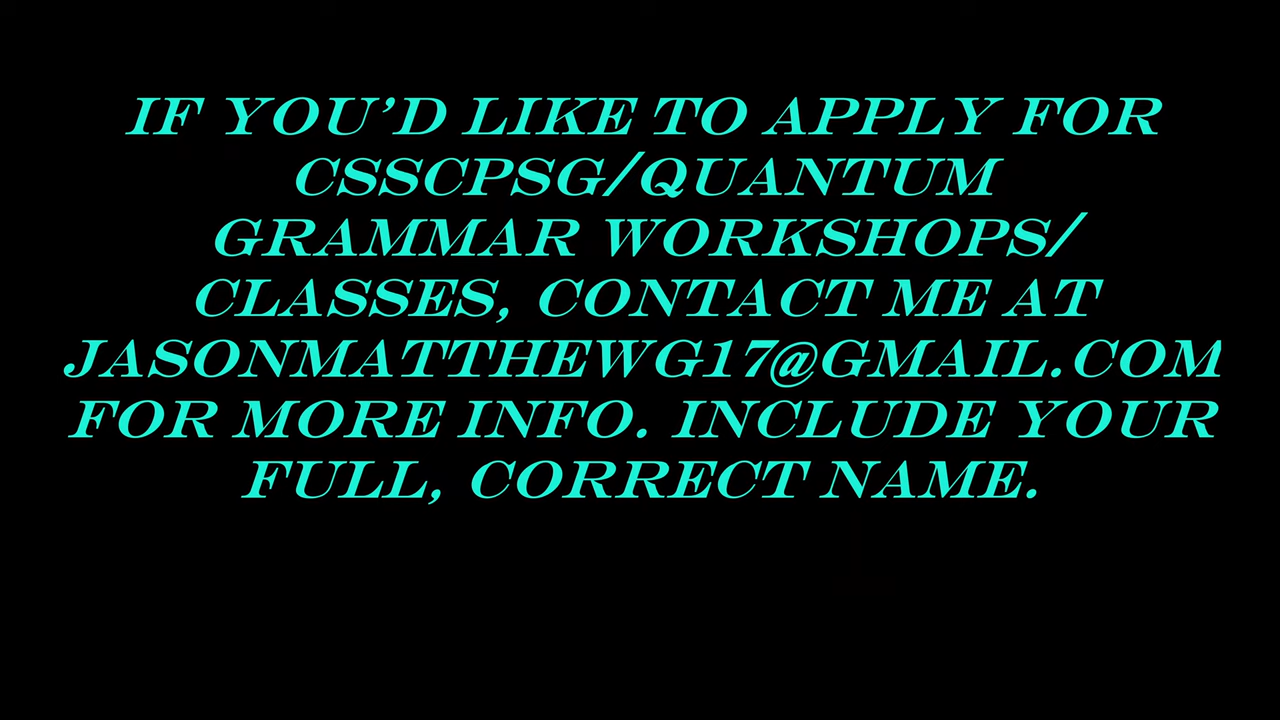 IF YOU'D LIKE TO APPLY FOR
CSSCPSG/QUANTUM
GRAMMAR WORKSHOPS/
CLASSES, CONTACT ME AT
JASONMATTHEWG17@GMAIL.COM
FOR MORE INFO. INCLUDE YOUR
FULL, CORRECT NAME.